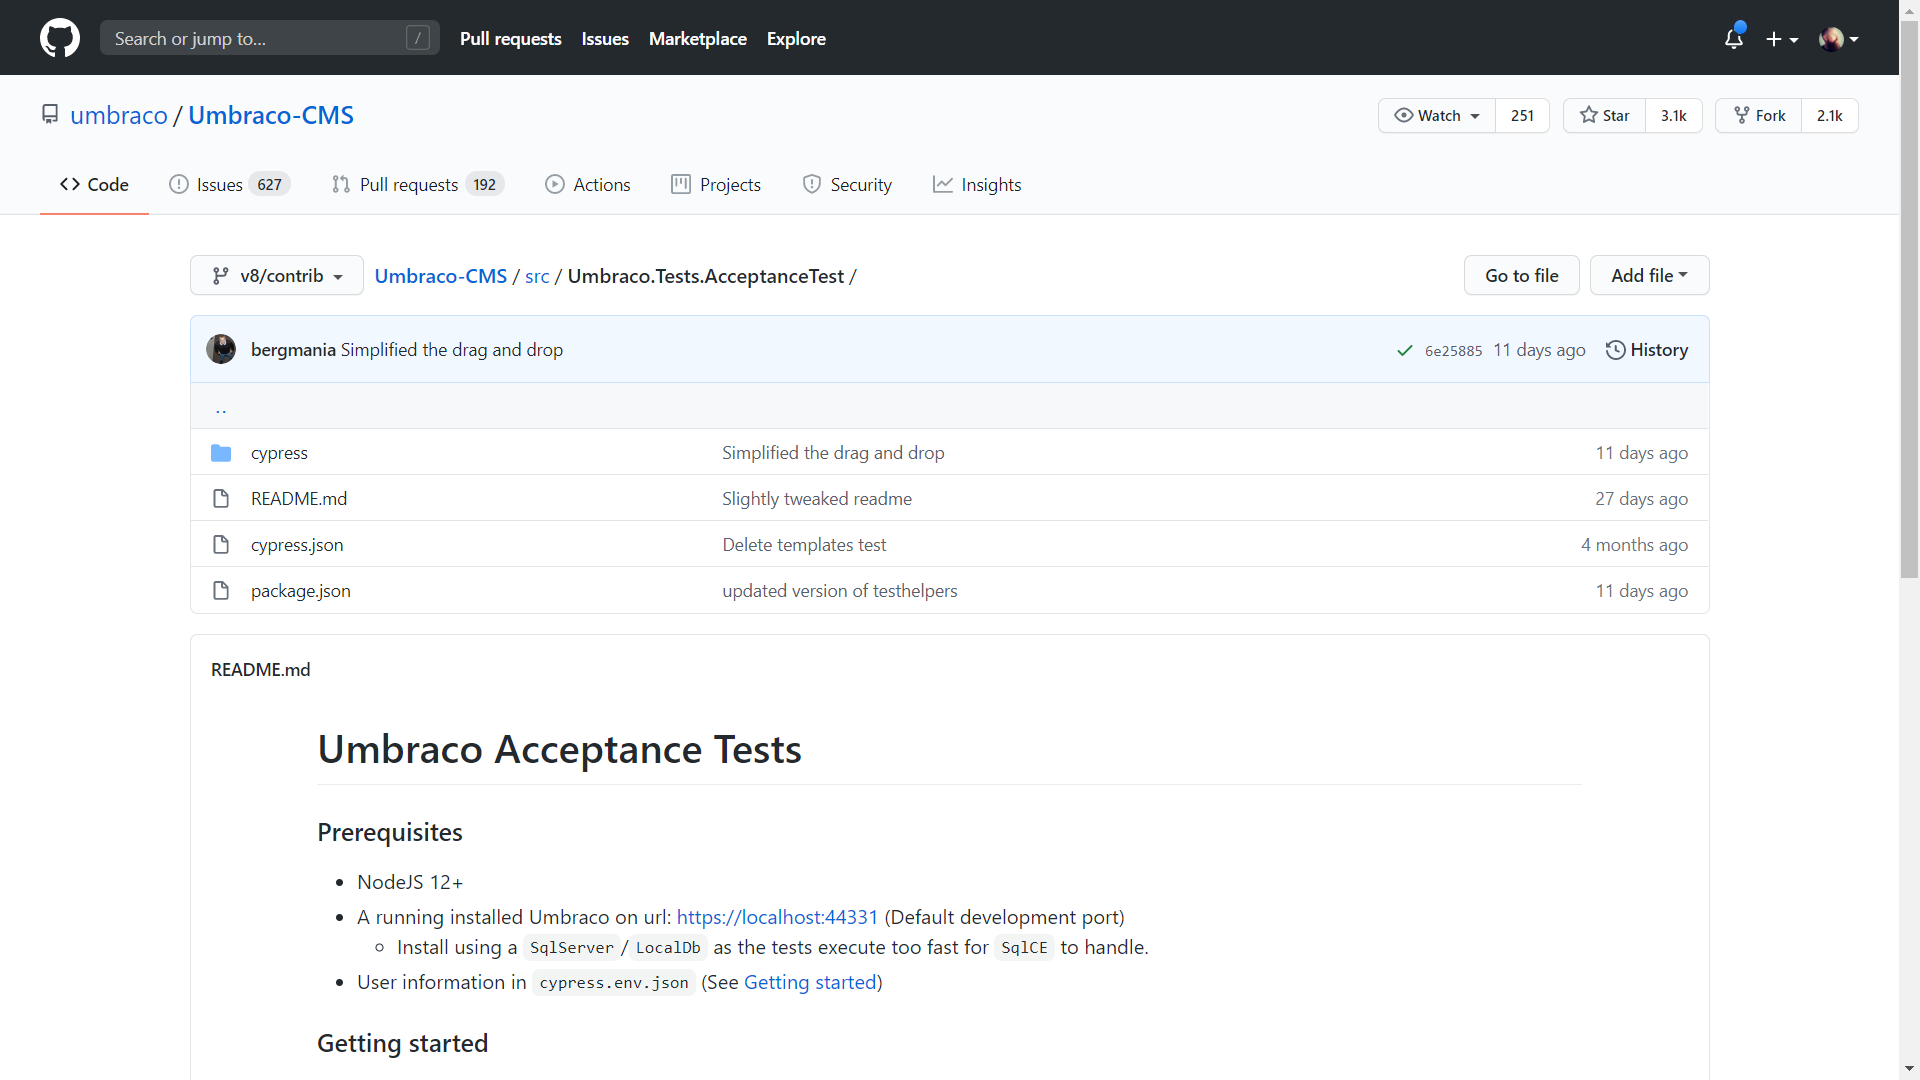 Search or jump to... /
Pull requests Issues Marketplace Explore
umbraco / Umbraco-CMS
Watch 251
Star 3.1k
Fork 2.1k
Code
Issues 627
Pull requests 192
Actions
Projects
Security
Insights
v8/contrib
Umbraco-CMS / src / Umbraco.Tests.AcceptanceTest /
Go to file
Add file
bergmania Simplified the drag and drop
6e25885 11 days ago History
..
cypress Simplified the drag and drop 11 days ago
README.md Slightly tweaked readme 27 days ago
cypress.json Delete templates test 4 months ago
package.json updated version of testhelpers 11 days ago
README.md
Umbraco Acceptance Tests
Prerequisites
• NodeJS 12+
• A running installed Umbraco on url: https://localhost:44331 (Default development port)
◦ Install using a SqlServer / LocalDb as the tests execute too fast for SqlCE to handle.
• User information in cypress.env.json (See Getting started)
Getting started